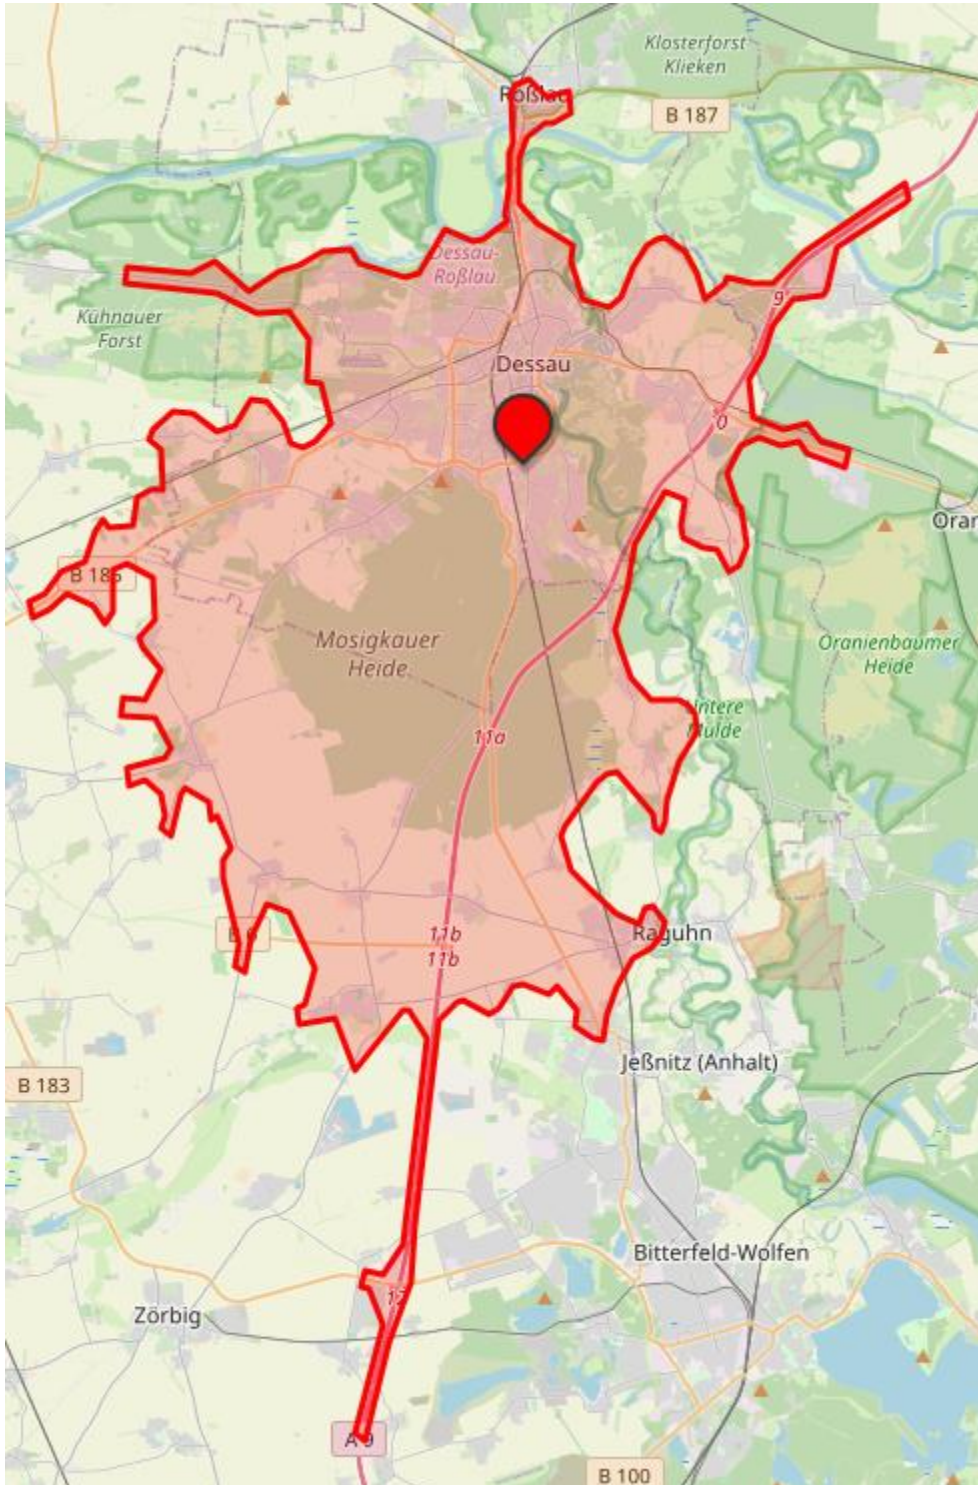 Klosterforst
Klieken
Roßlau
B 187
Dessau-
Roßlau
9
Kühnauer
Forst
Dessau
Oran
B 185
Mosigkauer
Heide
Oranienbaumer
Heide
Untere
Mulde
11a
11b
11b
Raguhn
Jeßnitz (Anhalt)
B 183
Bitterfeld-Wolfen
12
Zörbig
A 9
B 100